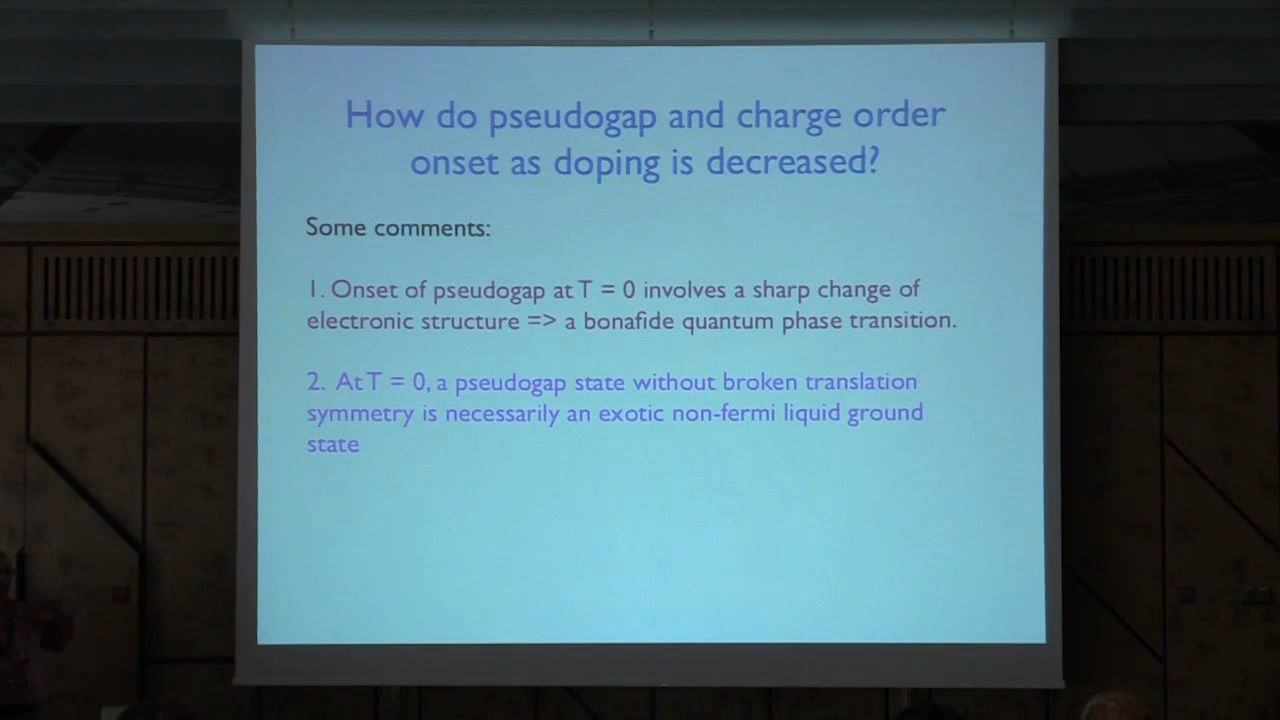 How do pseudogap and charge order
onset as doping is decreased?
Some comments:
1. Onset of pseudogap at T = 0 involves a sharp change of
electronic structure => a bonafide quantum phase transition.
2. At T = 0, a pseudogap state without broken translation
symmetry is necessarily an exotic non-fermi liquid ground
state